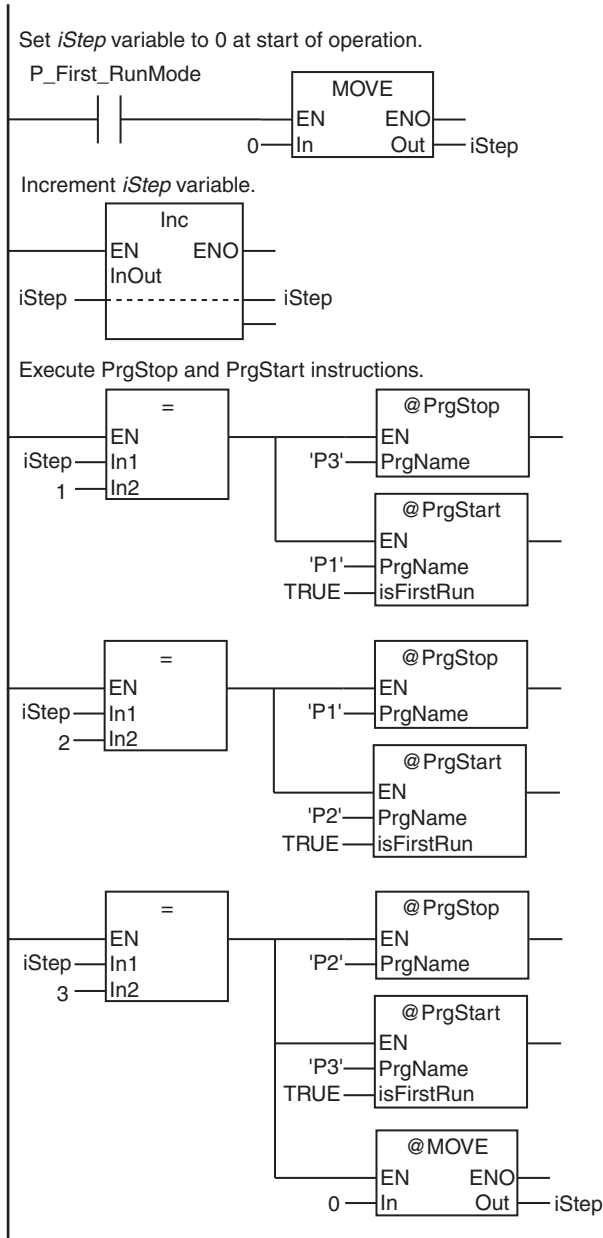 Set iStep variable to 0 at start of operation.
P_First_RunMode
MOVE
EN ENO
0 In Out iStep
Increment iStep variable.
Inc
EN ENO
InOut
iStep iStep
Execute PrgStop and PrgStart instructions.
= @PrgStop
EN EN
iStep In1 'P3' PrgName
1 In2
@PrgStart
EN
'P1' PrgName
TRUE isFirstRun
= @PrgStop
EN EN
iStep In1 'P1' PrgName
2 In2
@PrgStart
EN
'P2' PrgName
TRUE isFirstRun
= @PrgStop
EN EN
iStep In1 'P2' PrgName
3 In2
@PrgStart
EN
'P3' PrgName
TRUE isFirstRun
@MOVE
EN ENO
0 In Out iStep